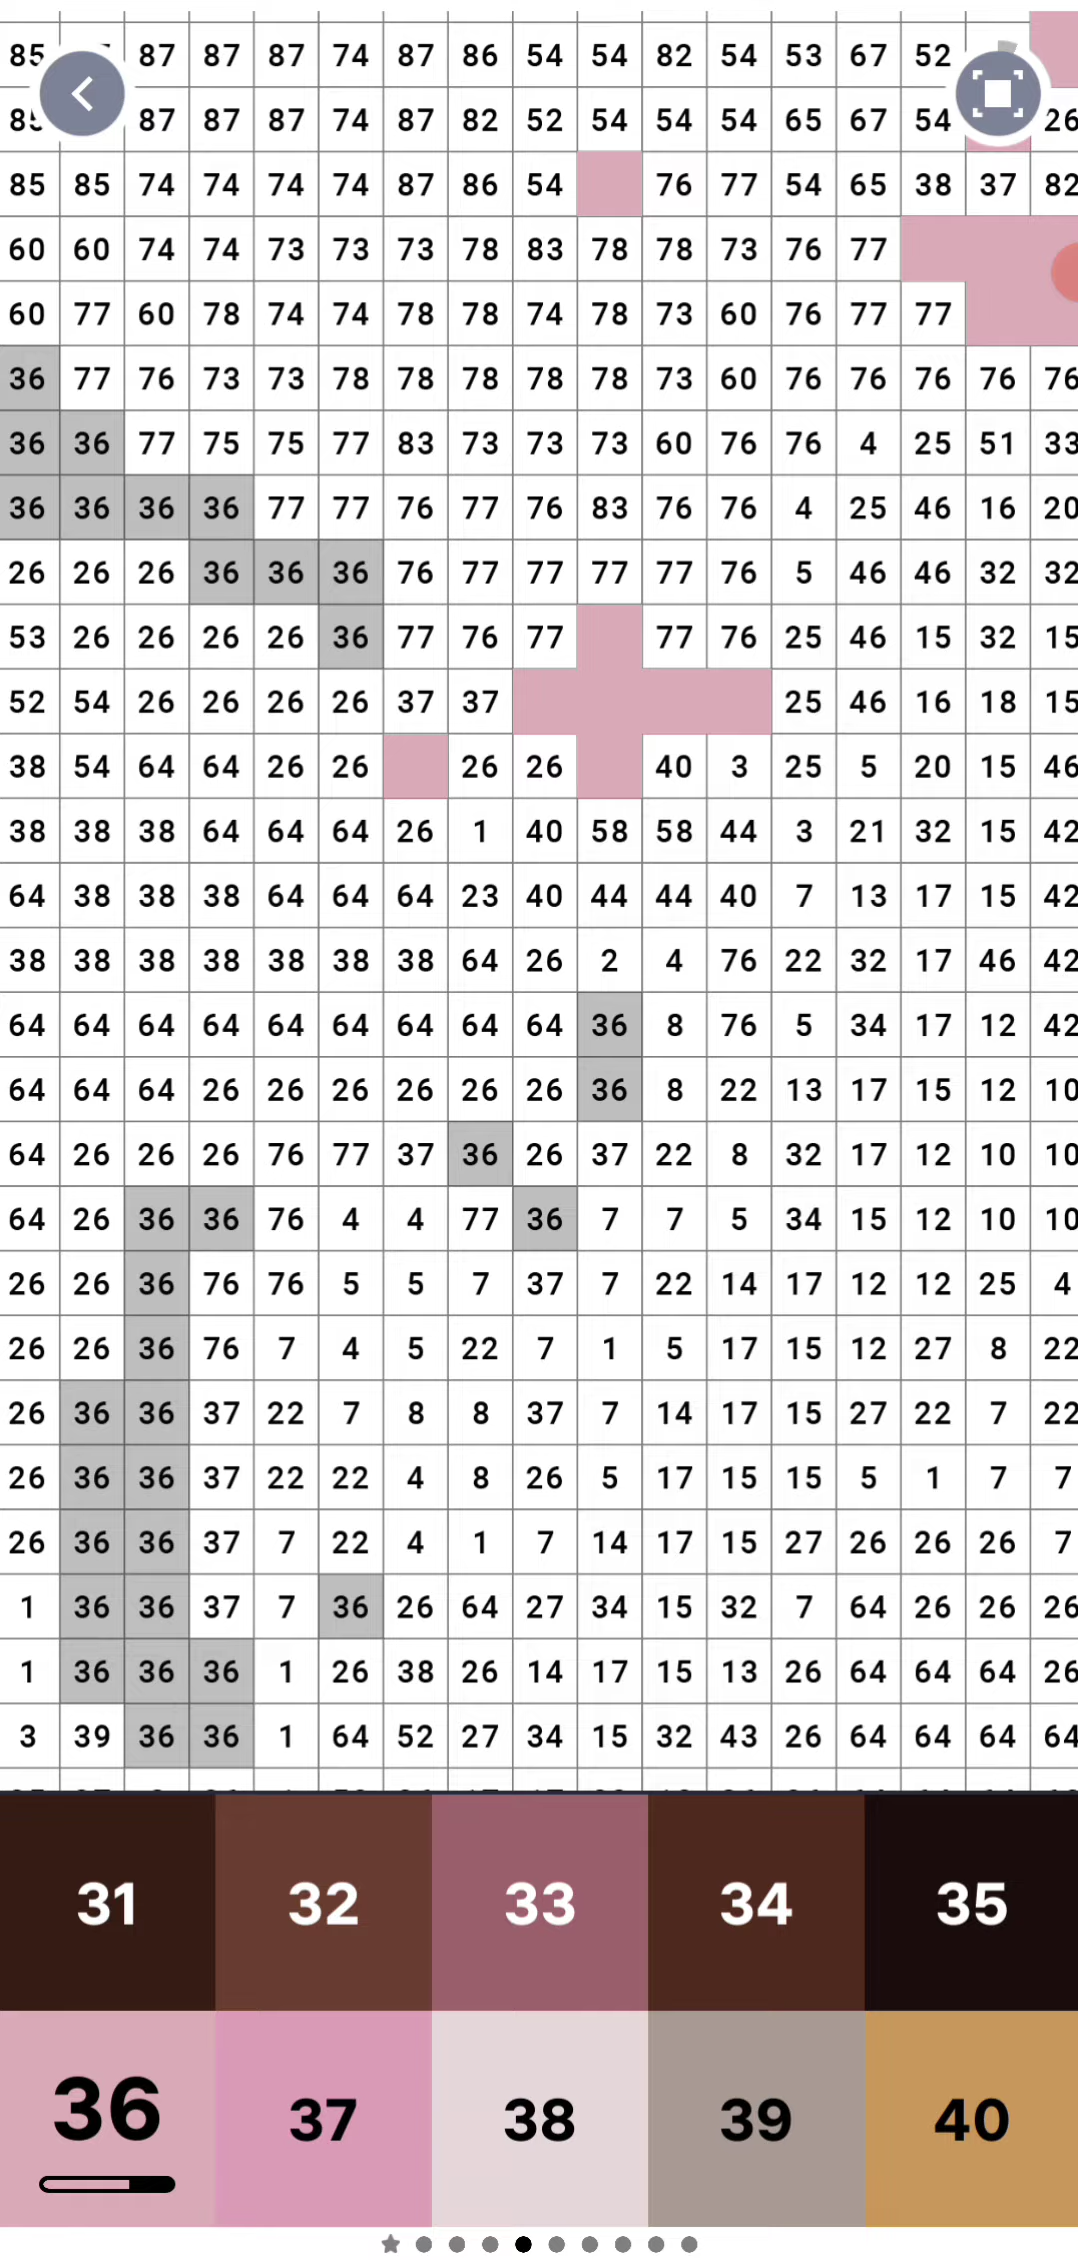 85 87 87 87 74 87 86 54 54 82 54 53 67 52
87 87 87 74 87 82 52 54 54 54 65 67 54 26
85 85 74 74 74 74 87 86 54 76 77 54 65 38 37 82
60 60 74 74 73 73 73 78 83 78 78 73 76 77
60 77 60 78 74 74 78 78 74 78 73 60 76 77 77
36 77 76 73 73 78 78 78 78 78 73 60 76 76 76 76 76
36 36 77 75 75 77 83 73 73 73 60 76 76 4 25 51 33
36 36 36 36 77 77 76 77 76 83 76 76 4 25 46 16 20
26 26 26 36 36 36 76 77 77 77 77 76 5 46 46 32 32
53 26 26 26 26 36 77 76 77 77 76 25 46 15 32 15
52 54 26 26 26 26 37 37 25 46 16 18 15
38 54 64 64 26 26 26 26 40 3 25 5 20 15 46
38 38 38 64 64 64 26 1 40 58 58 44 3 21 32 15 42
64 38 38 38 64 64 64 23 40 44 44 40 7 13 17 15 42
38 38 38 38 38 38 38 64 26 2 4 76 22 32 17 46 42
64 64 64 64 64 64 64 64 64 36 8 76 5 34 17 12 42
64 64 64 26 26 26 26 26 26 36 8 22 13 17 15 12 10
64 26 26 26 76 77 37 36 26 37 22 8 32 17 12 10 10
64 26 36 36 76 4 4 77 36 7 7 5 34 15 12 10 10
26 26 36 76 76 5 5 7 37 7 22 14 17 12 12 25 4
26 26 36 76 7 4 5 22 7 1 5 17 15 12 27 8 22
26 36 36 37 22 7 8 8 37 7 14 17 15 27 22 7 22
26 36 36 37 22 22 4 8 26 5 17 15 15 5 1 7 7
26 36 36 37 7 22 4 1 7 14 17 15 27 26 26 26 7
1 36 36 37 7 36 26 64 27 34 15 32 7 64 26 26 26
1 36 36 36 1 26 38 26 14 17 15 13 26 64 64 64 26
3 39 36 36 1 64 52 27 34 15 32 43 26 64 64 64 64
31 32 33 34 35
36 37 38 39 40